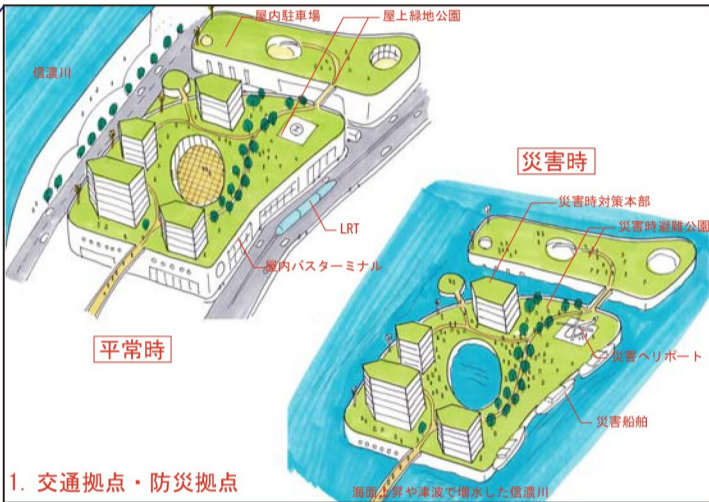 屋内駐車場
屋上緑地公園
信濃川
LRT
屋内バスターミナル
平常時
災害時
災害時対策本部
災害時避難公園
災害ヘリポート
災害船舶
海面上昇や津波で増水した信濃川
1. 交通拠点・防災拠点